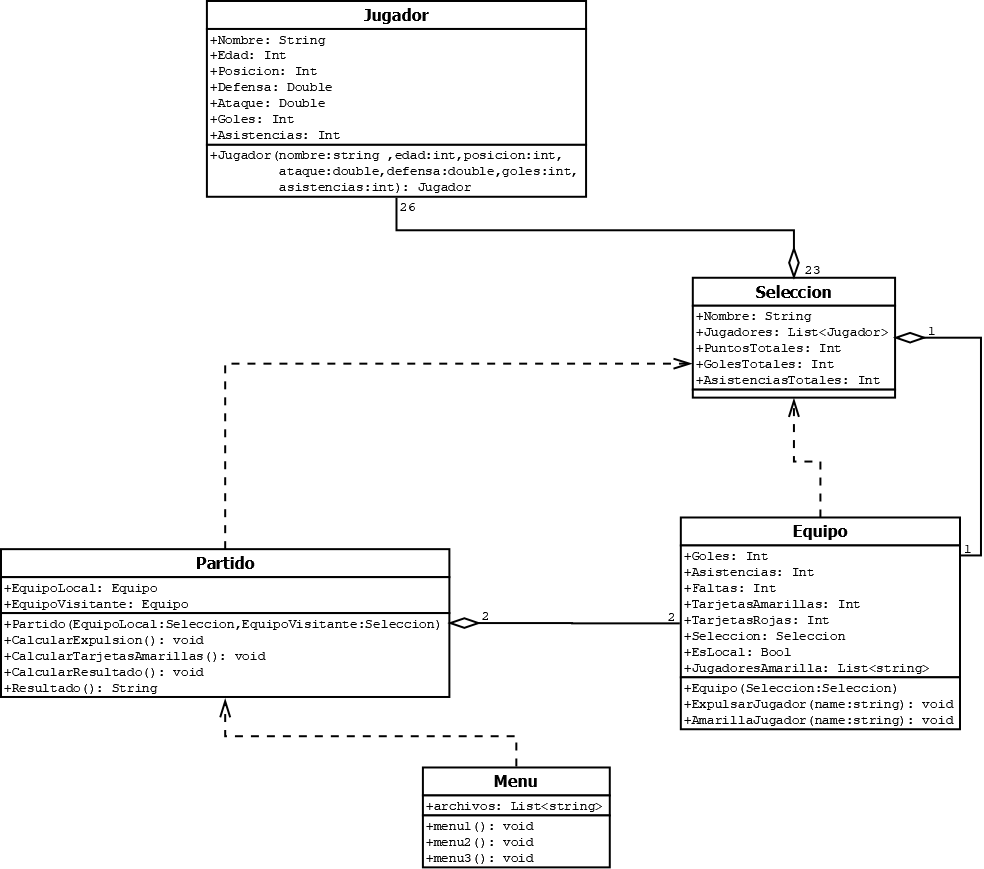 Jugador
+Nombre: String
+Edad: Int
+Posicion: Int
+Defensa: Double
+Ataque: Double
+Goles: Int
+Asistencias: Int
+Jugador(nombre:string ,edad:int,posicion:int,
ataque:double,defensa:double,goles:int,
asistencias:int): Jugador
26
23
Seleccion
+Nombre: String
+Jugadores: List<Jugador>
+PuntosTotales: Int
+GolesTotales: Int
+AsistenciasTotales: Int
1
1
Equipo
+Goles: Int
+Asistencias: Int
+Faltas: Int
+TarjetasAmarillas: Int
+TarjetasRojas: Int
+Seleccion: Seleccion
+EsLocal: Bool
+JugadoresAmarilla: List<string>
+Equipo(Seleccion:Seleccion)
+ExpulsarJugador(name:string): void
+AmarillaJugador(name:string): void
Partido
+EquipoLocal: Equipo
+EquipoVisitante: Equipo
+Partido(EquipoLocal:Seleccion,EquipoVisitante:Seleccion)
+CalcularExpulsion(): void
+CalcularTarjetasAmarillas(): void
+CalcularResultado(): void
+Resultado(): String
2
2
Menu
+archivos: List<string>
+menu1(): void
+menu2(): void
+menu3(): void